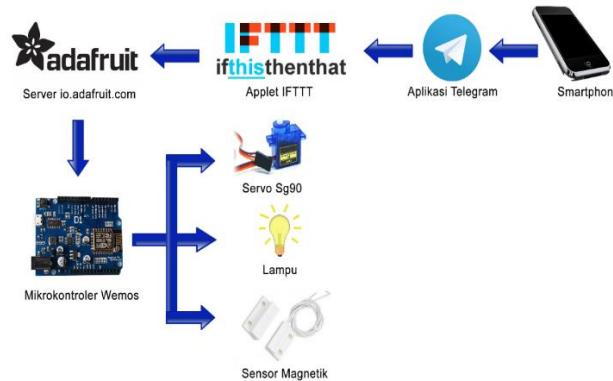 adafruit
Server io.adafruit.com
IFTTT
ifthisthenthat
Applet IFTTT
Aplikasi Telegram
Smartphon
Servo Sg90
D1
Mikrokontroler Wemos
Lampu
Sensor Magnetik